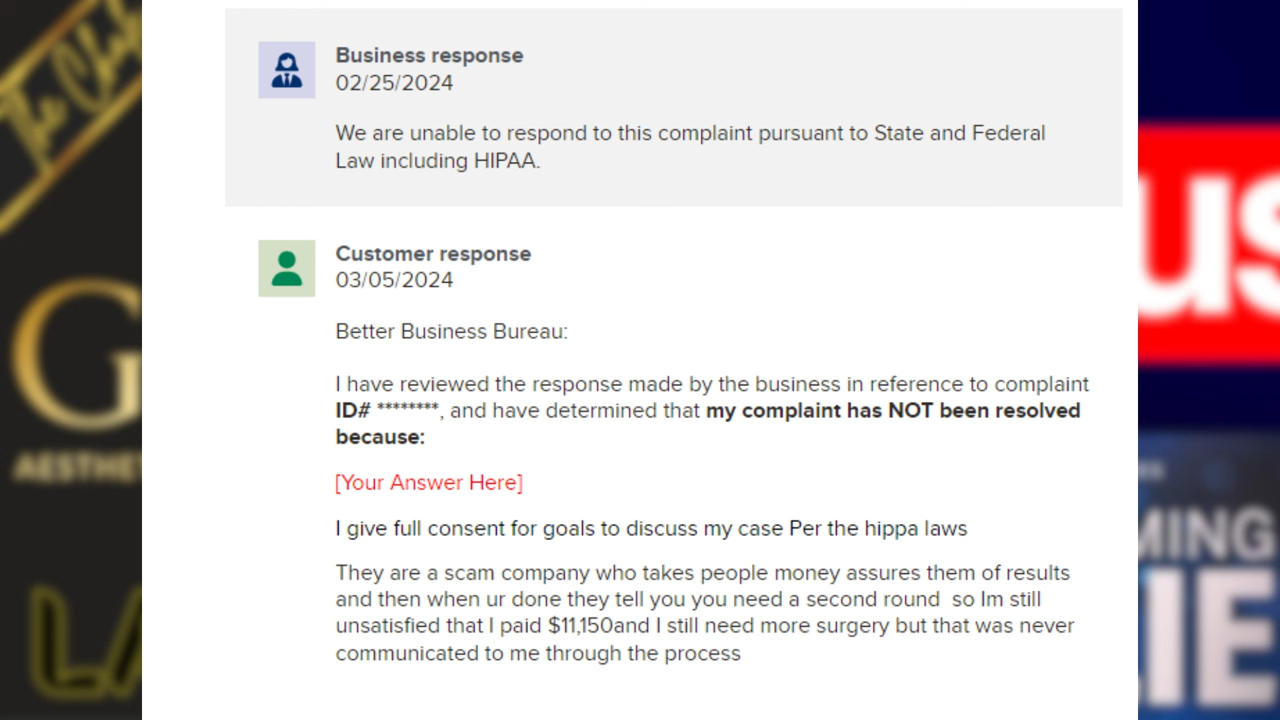 Business response
02/25/2024
We are unable to respond to this complaint pursuant to State and Federal
Law including HIPAA.
Customer response
03/05/2024
Better Business Bureau:
I have reviewed the response made by the business in reference to complaint
ID# ********, and have determined that my complaint has NOT been resolved
because:
[Your Answer Here]
I give full consent for goals to discuss my case Per the hippa laws
They are a scam company who takes people money assures them of results
and then when ur done they tell you you need a second round  so Im still
unsatisfied that I paid $11,150and I still need more surgery but that was never
communicated to me through the process
The
G
AESTHE
LA
us
MING
LIE